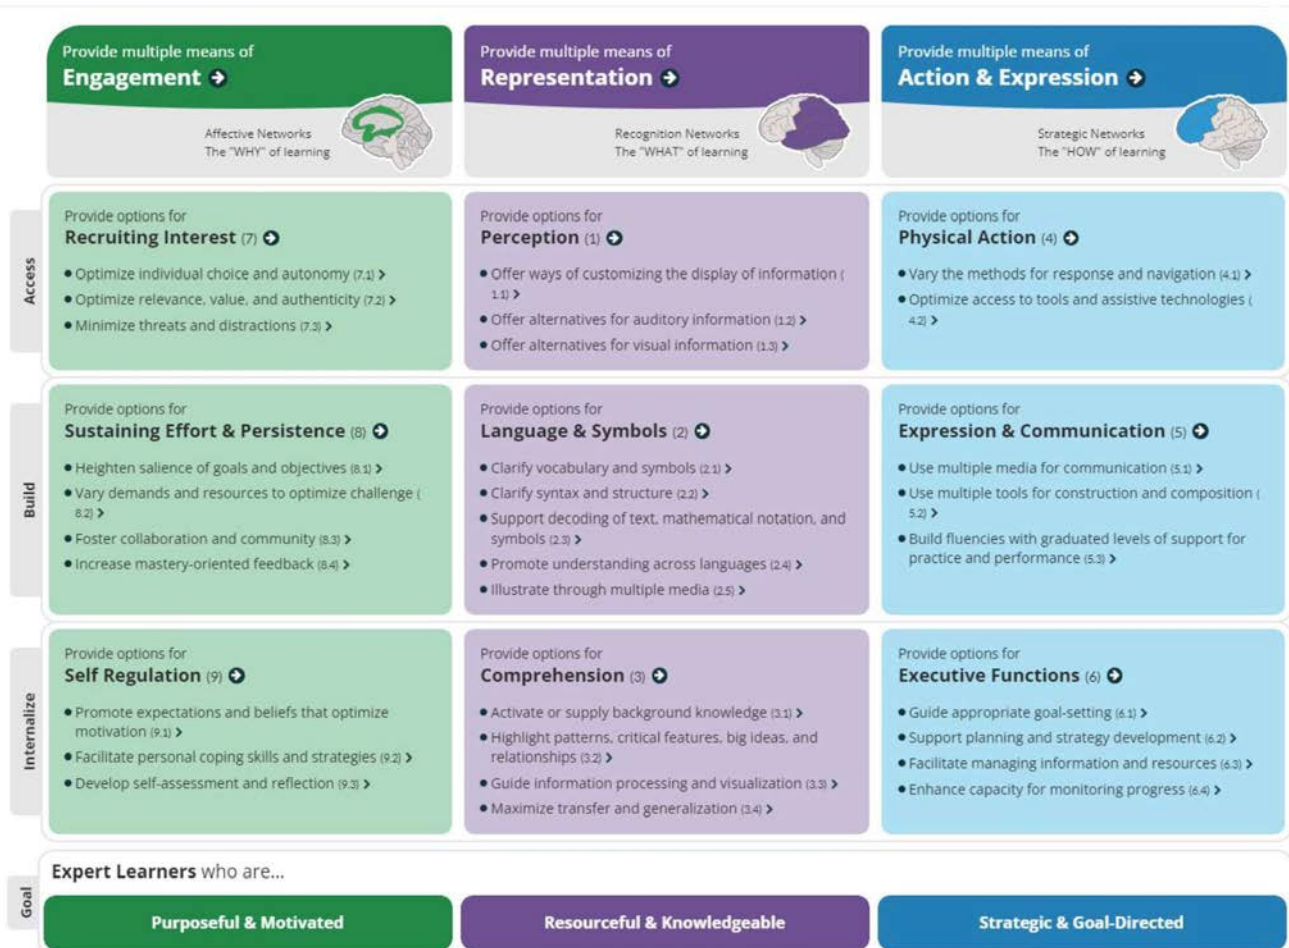 Provide multiple means of
Engagement
Affective Networks
The "WHY" of learning
Provide multiple means of
Representation
Recognition Networks
The "WHAT" of learning
Provide multiple means of
Action & Expression
Strategic Networks
The "HOW" of learning
Access
Provide options for
Recruiting Interest (7)
• Optimize individual choice and autonomy (7.1) >
• Optimize relevance, value, and authenticity (7.2) >
• Minimize threats and distractions (7.3) >
Provide options for
Perception (1)
• Offer ways of customizing the display of information (
1.1) >
• Offer alternatives for auditory information (1.2) >
• Offer alternatives for visual information (1.3) >
Provide options for
Physical Action (4)
• Vary the methods for response and navigation (4.1) >
• Optimize access to tools and assistive technologies (
4.2) >
Build
Provide options for
Sustaining Effort & Persistence (8)
• Heighten salience of goals and objectives (8.1) >
• Vary demands and resources to optimize challenge (
8.2) >
• Foster collaboration and community (8.3) >
• Increase mastery-oriented feedback (8.4) >
Provide options for
Language & Symbols (2)
• Clarify vocabulary and symbols (2.1) >
• Clarify syntax and structure (2.2) >
• Support decoding of text, mathematical notation, and
symbols (2.3) >
• Promote understanding across languages (2.4) >
• Illustrate through multiple media (2.5) >
Provide options for
Expression & Communication (5)
• Use multiple media for communication (5.1) >
• Use multiple tools for construction and composition (
5.2) >
• Build fluencies with graduated levels of support for
practice and performance (5.3) >
Internalize
Provide options for
Self Regulation (9)
• Promote expectations and beliefs that optimize
motivation (9.1) >
• Facilitate personal coping skills and strategies (9.2) >
• Develop self-assessment and reflection (9.3) >
Provide options for
Comprehension (3)
• Activate or supply background knowledge (3.1) >
• Highlight patterns, critical features, big ideas, and
relationships (3.2) >
• Guide information processing and visualization (3.3) >
• Maximize transfer and generalization (3.4) >
Provide options for
Executive Functions (6)
• Guide appropriate goal-setting (6.1) >
• Support planning and strategy development (6.2) >
• Facilitate managing information and resources (6.3) >
• Enhance capacity for monitoring progress (6.4) >
Goal
Expert Learners who are...
Purposeful & Motivated
Resourceful & Knowledgeable
Strategic & Goal-Directed